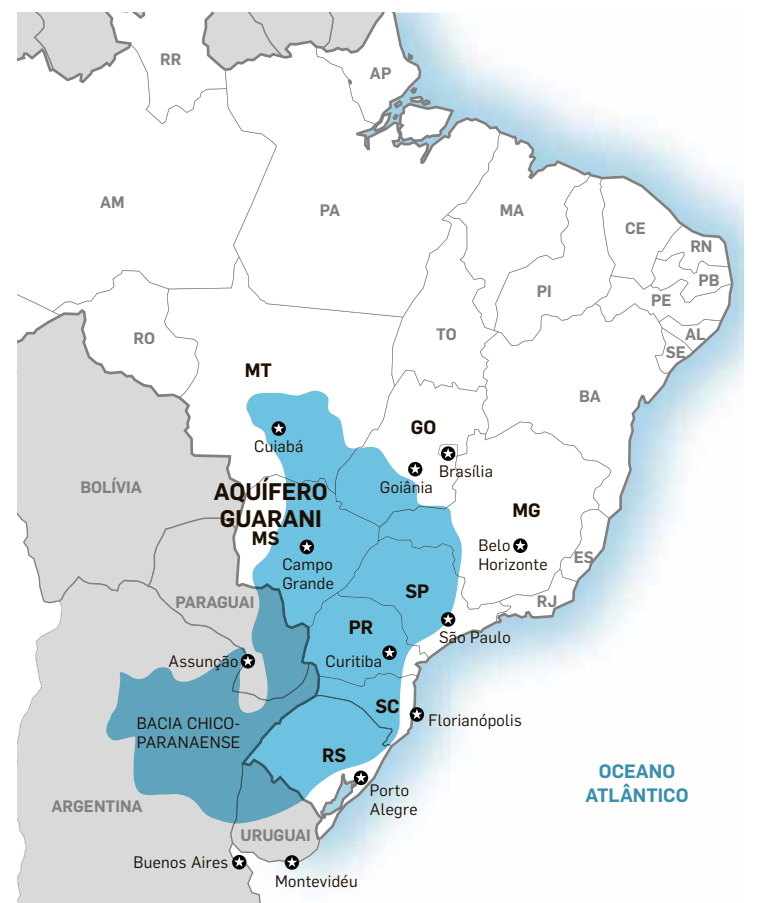 RR
AP
AM
PA
MA
CE
RN
PB
PI
PE
RO
TO
AL
SE
MT
BA
GO
Cuiabá
Brasília
Goiânia
BOLÍVIA
AQUÍFERO
GUARANI
MS
MG
Belo
Horizonte
ES
Campo
Grande
SP
RJ
PARAGUAI
PR
São Paulo
Assunção
Curitiba
SC
BACIA CHICO-
PARANAENSE
Florianópolis
RS
OCEANO
ATLÂNTICO
Porto
Alegre
ARGENTINA
URUGUAI
Buenos Aires
Montevidéu